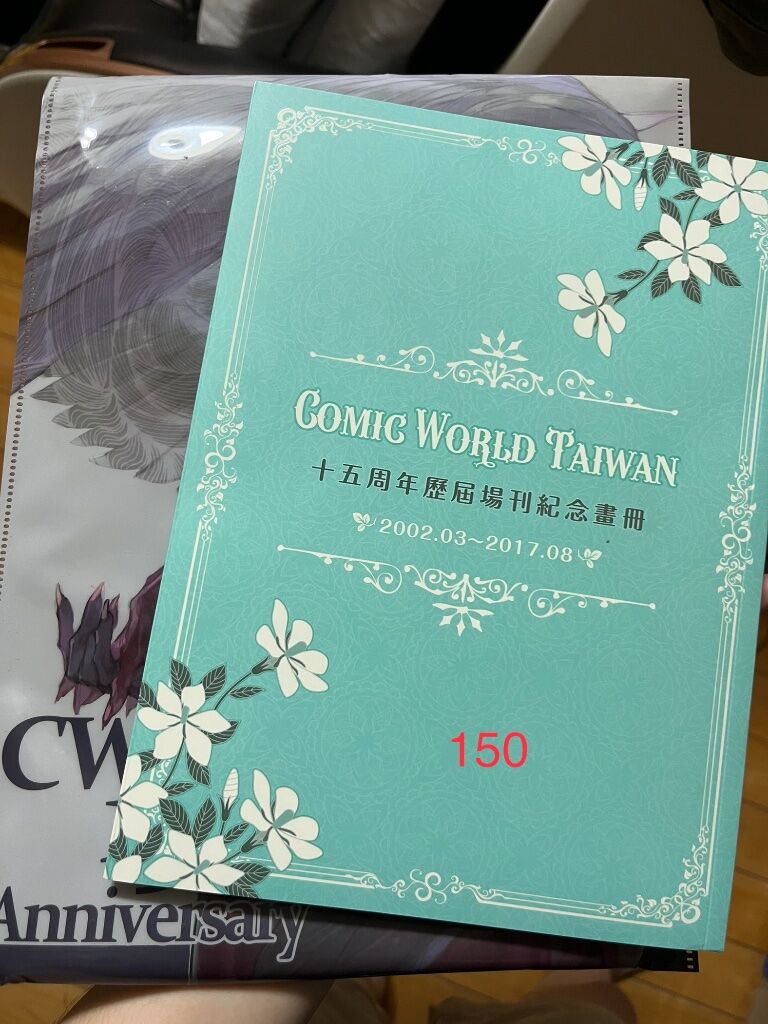 COMIC WORLD TAIWAN
十五周年歷屆場刊紀念畫冊
2002.03~2017.08
150
CW
Anniversary